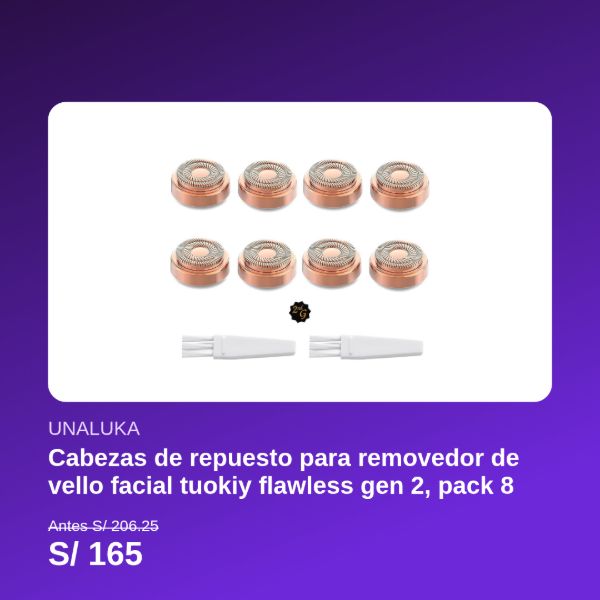 2nd G
UNALUKA
Cabezas de repuesto para removedor de
vello facial tuokiy flawless gen 2, pack 8
Antes S/ 206.25
S/ 165